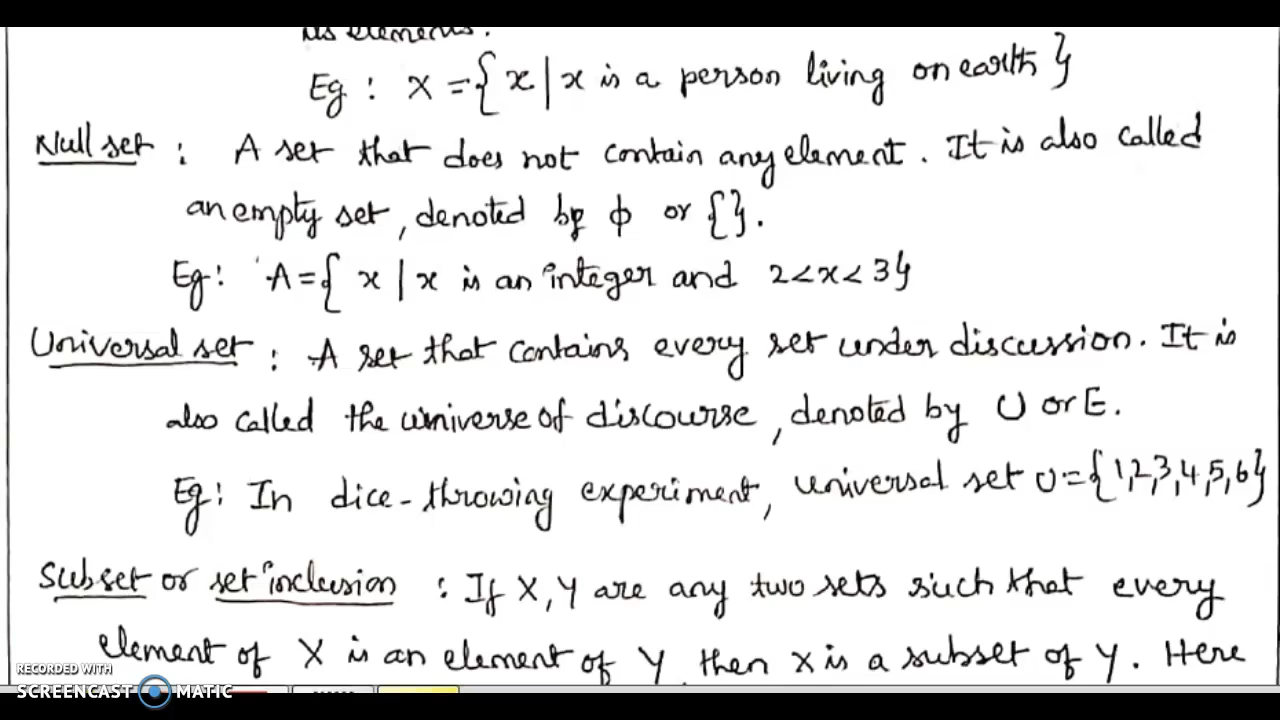 its elements.
Eg : X = { x | x is a person living on earth }
Null set : A set that does not contain any element. It is also called
an empty set, denoted by ϕ or {}.
Eg: A = { x | x is an integer and 2 < x < 3 }
Universal set : A set that contains every set under discussion. It is
also called the universe of discourse, denoted by U or E.
Eg: In dice-throwing experiment, universal set U = {1,2,3,4,5,6}
Subset or set inclusion : If X, Y are any two sets such that every
element of X is an element of Y, then X is a subset of Y. Here
RECORDED WITH
SCREENCAST MATIC